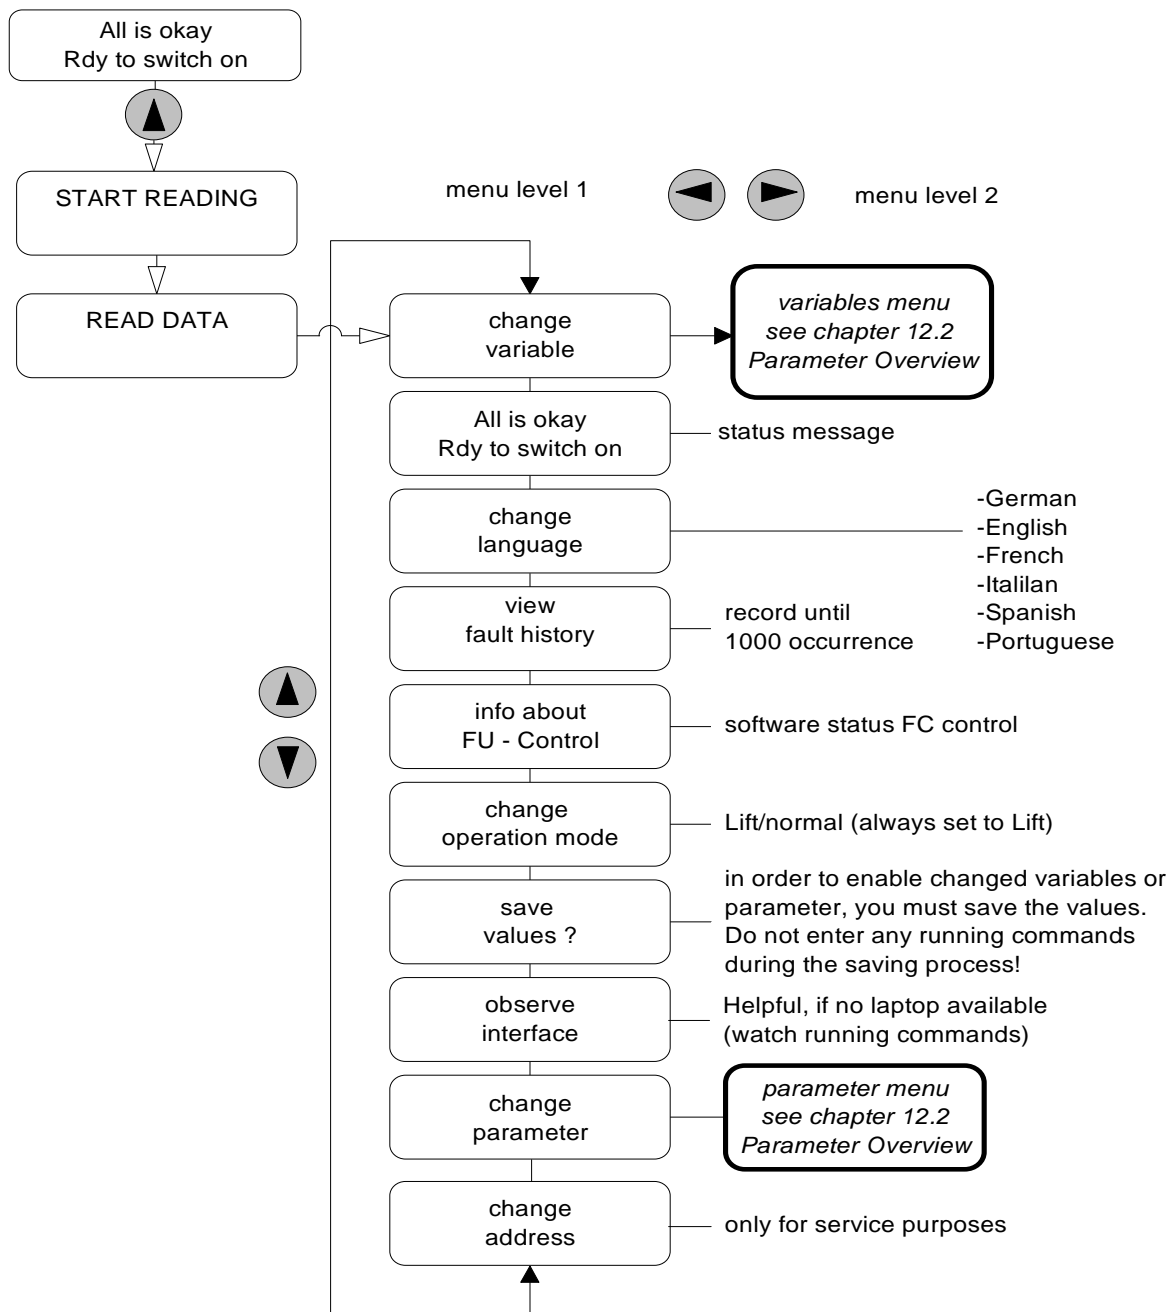 All is okay
Rdy to switch on
START READING
READ DATA
menu level 1
menu level 2
change
variable
variables menu
see chapter 12.2
Parameter Overview
All is okay
Rdy to switch on
status message
change
language
-German
-English
-French
-Italilan
-Spanish
-Portuguese
view
fault history
record until
1000 occurrence
info about
FU - Control
software status FC control
change
operation mode
Lift/normal (always set to Lift)
save
values ?
in order to enable changed variables or
parameter, you must save the values.
Do not enter any running commands
during the saving process!
observe
interface
Helpful, if no laptop available
(watch running commands)
change
parameter
parameter menu
see chapter 12.2
Parameter Overview
change
address
only for service purposes